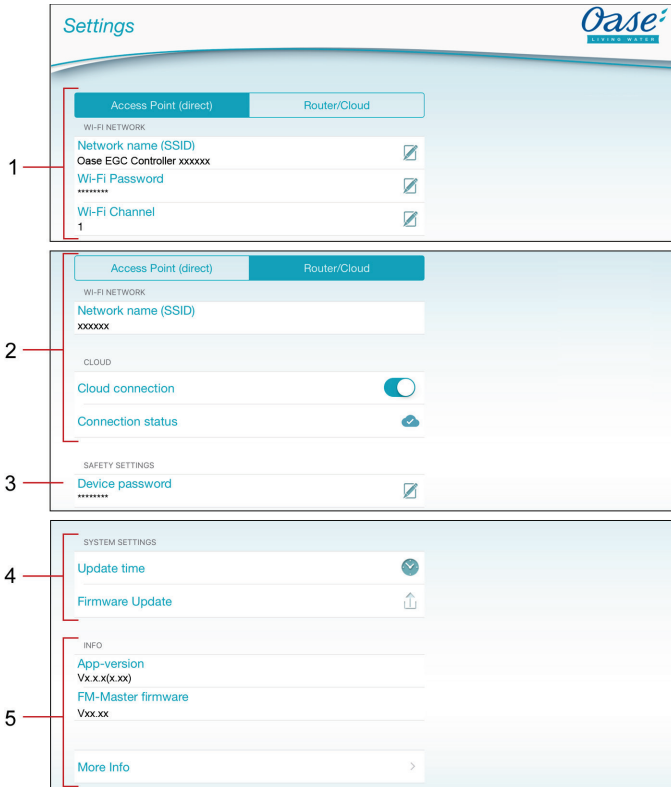 Settings
Oase
LIVING WATER
1
Access Point (direct) Router/Cloud
WI-FI NETWORK
Network name (SSID)
Oase EGC Controller xxxxxx
Wi-Fi Password
********
Wi-Fi Channel
1
2
Access Point (direct) Router/Cloud
WI-FI NETWORK
Network name (SSID)
xxxxxx
CLOUD
Cloud connection
Connection status
3
SAFETY SETTINGS
Device password
********
4
SYSTEM SETTINGS
Update time
Firmware Update
5
INFO
App-version
Vx.x.x(x.xx)
FM-Master firmware
Vxx.xx
More Info